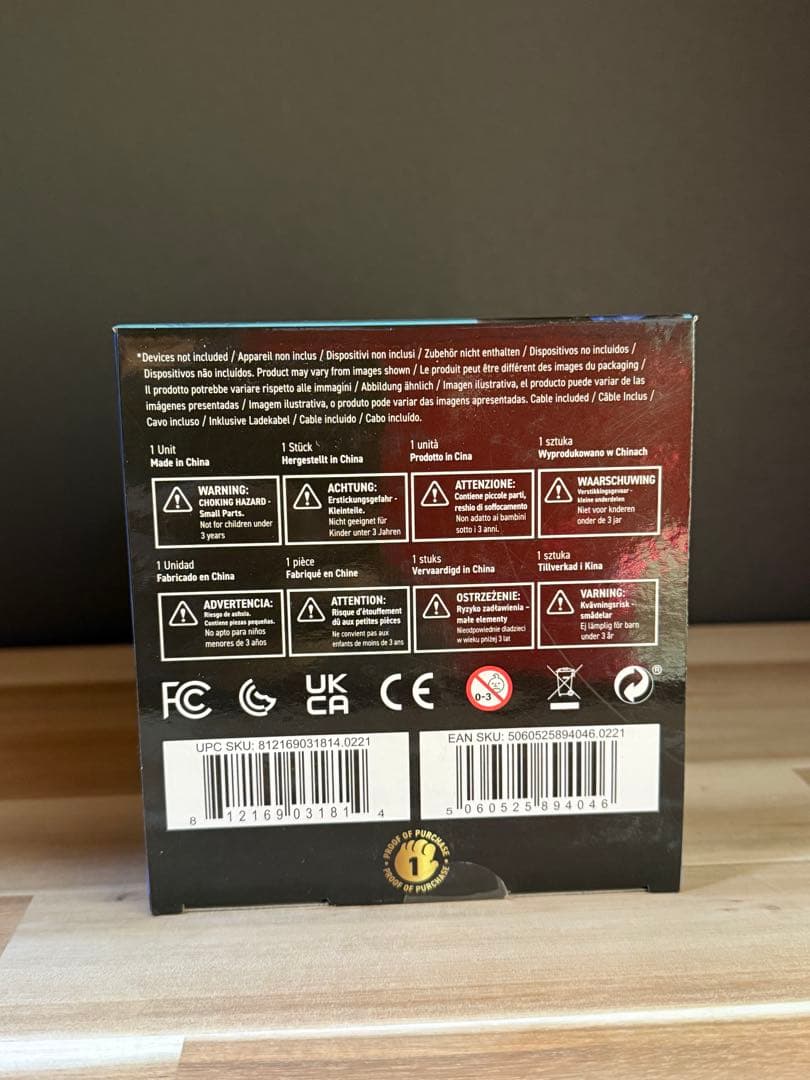 *Devices not included / Appareil non inclus / Dispositivi non inclusi / Zubehör nicht enthalten / Dispositivos no incluidos /
Dispositivos não incluídos. Product may vary from images shown / Le produit peut être différent des images du packaging /
Il prodotto potrebbe variare rispetto alle immagini / Abbildung ähnlich / Imagen ilustrativa, el producto puede variar de las
imágenes presentadas / Imagem ilustrativa, o produto pode variar das imagens apresentadas. Cable included / Câble Inclus /
Cavo incluso / Inklusive Ladekabel / Cable incluido / Cabo incluído.
1 Unit
Made in China
WARNING:
CHOKING HAZARD -
Small Parts.
Not for children under
3 years
1 Stück
Hergestellt in China
ACHTUNG:
Erstickungsgefahr -
Kleinteile.
Nicht geeignet für
Kinder unter 3 Jahren
1 unità
Prodotto in Cina
ATTENZIONE:
Contiene piccole parti,
reshio di soffocamento
Non adatto ai bambini
sotto i 3 anni.
1 sztuka
Wyprodukowano w Chinach
WAARSCHUWING
Verstikkingsgevaar -
kleine onderdelen
Niet voor knderen
onder de 3 jar
1 Unidad
Fabricado en China
ADVERTENCIA:
Riesgo de asfixia.
Contiene piezas pequeñas.
No apto para niños
menores de 3 años
1 pièce
Fabriqué en Chine
ATTENTION:
Risque d'étouffement
dû aux petites pièces
Ne convient pas aux
enfants de moins de 3 ans
1 stuks
Vervaardigd in China
OSTRZEŻENIE:
Ryzyko zadławienia -
małe elementy
Nieodpowiednie dladzieci
w wieku pniżej 3 lat
1 sztuka
Tillverkad i Kina
VARNING:
Kvävningsrisk -
smådelar
Ej lämplig för barn
under 3 år
FC
UK
CA
CE
0-3
®
UPC SKU: 812169031814.0221
8 12169 03181 4
EAN SKU: 5060525894046.0221
5 060525 894046
PROOF OF PURCHASE
1
PROOF OF PURCHASE